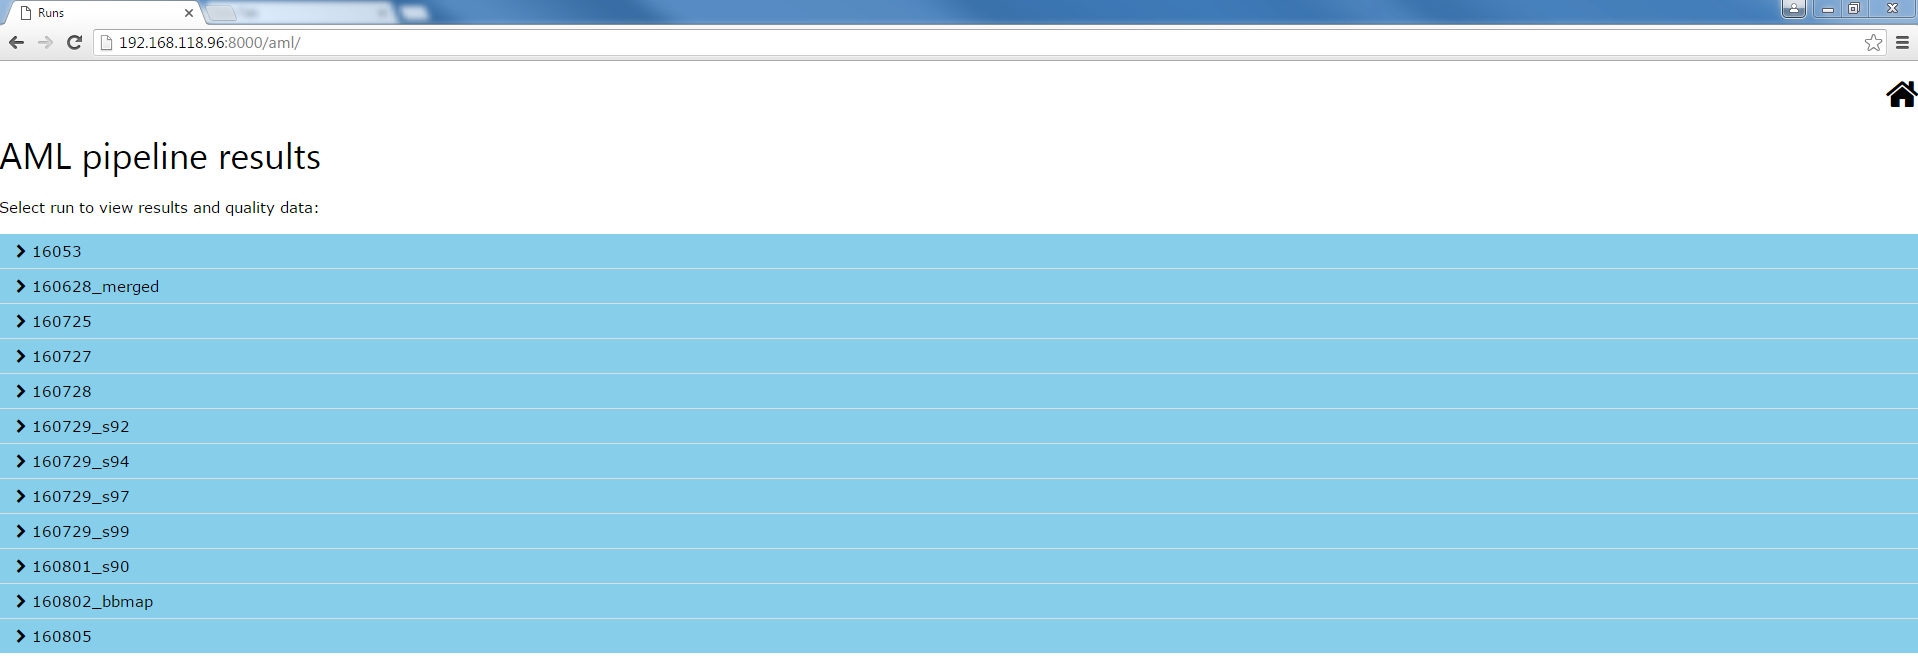 Runs
192.168.118.96:8000/aml/
AML pipeline results
Select run to view results and quality data:
16053
160628_merged
160725
160727
160728
160729_s92
160729_s94
160729_s97
160729_s99
160801_s90
160802_bbmap
160805